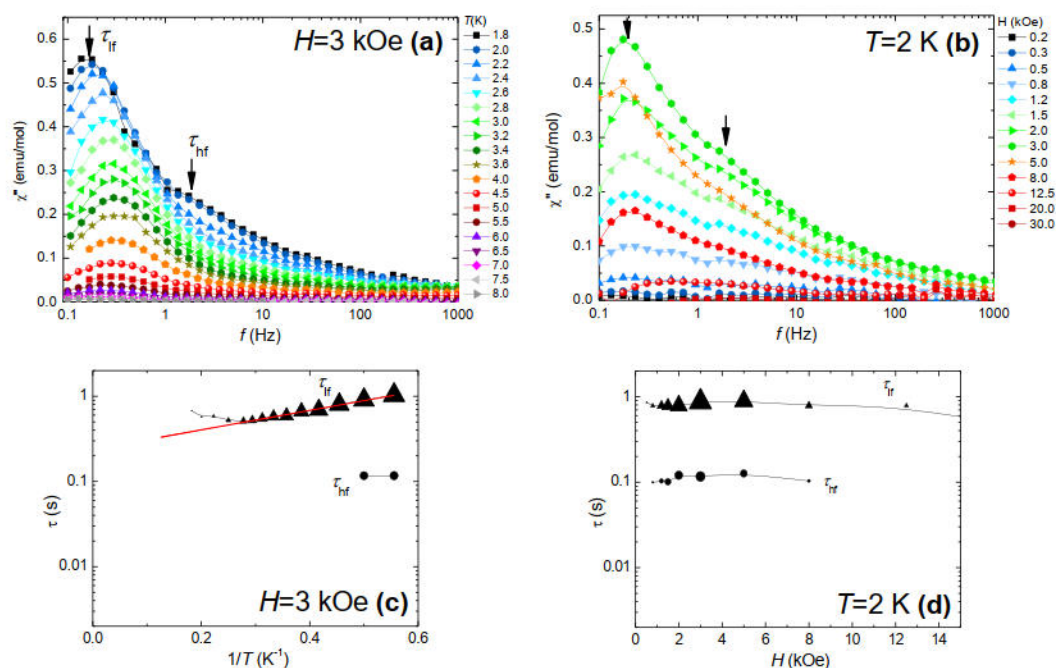 H=3 kOe (a)
T(K)
1.8
2.0
2.2
2.4
2.6
2.8
3.0
3.2
3.6
3.4
4.0
4.5
5.0
5.5
6.0
6.5
7.0
7.5
8.0
τlf
τhf
χ" (emu/mol)
0.6
0.5
0.4
0.3
0.2
0.1
0.0
0.1 1 10 100 1000
f (Hz)
T=2 K (b)
H (kOe)
0.2
0.3
0.5
0.8
1.2
1.5
2.0
3.0
5.0
8.0
12.5
20.0
30.0
χ" (emu/mol)
0.5
0.4
0.3
0.2
0.1
0.0
0.1 1 10 100 1000
f (Hz)
τlf
τhf
τ (s)
1
0.1
0.01
H=3 kOe (c)
0.0 0.2 0.4 0.6
1/T (K⁻¹)
τlf
τhf
τ (s)
1
0.1
0.01
T=2 K (d)
0 2 4 6 8 10 12 14
H (kOe)